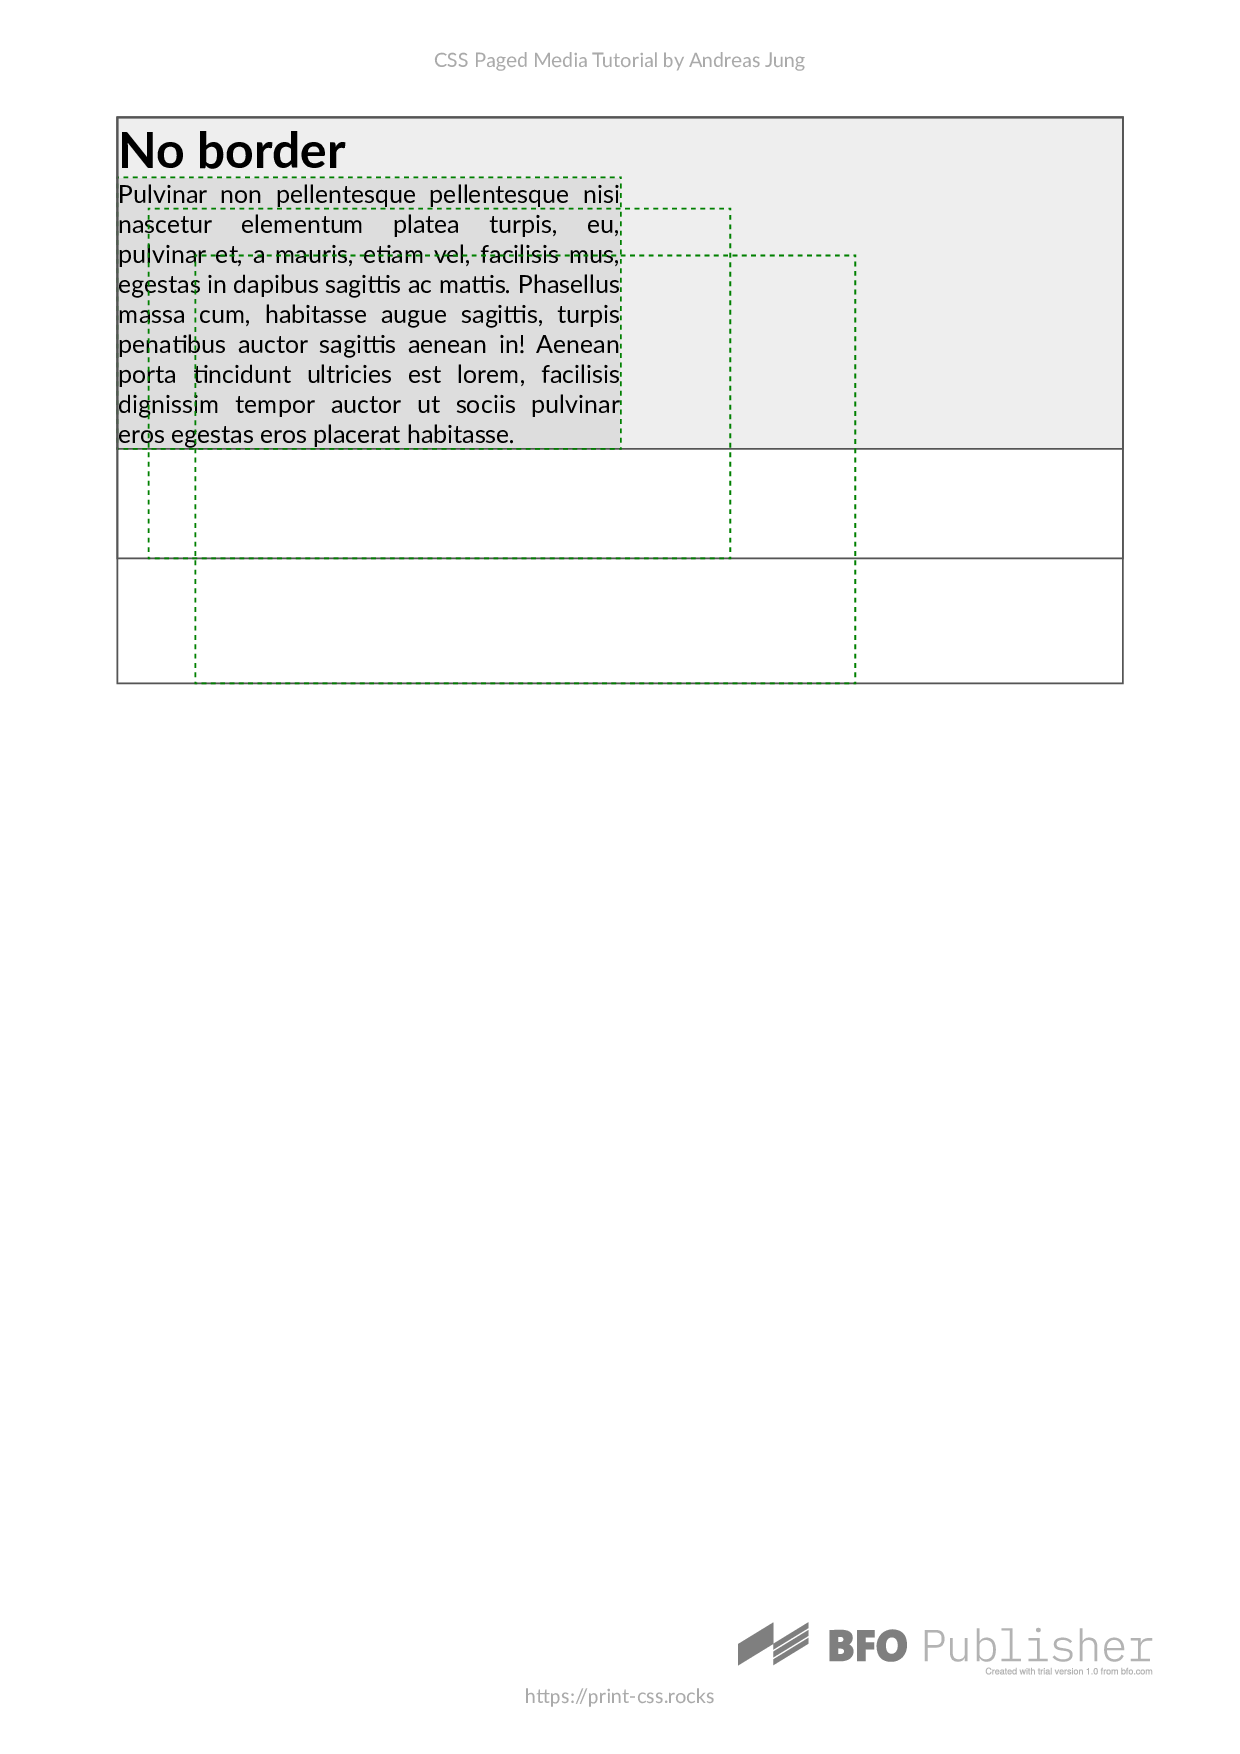 CSS Paged Media Tutorial by Andreas Jung
No border
Pulvinar non pellentesque pellentesque nisi
nascetur elementum platea turpis, eu,
pulvinar et, a mauris, etiam vel, facilisis mus,
egestas in dapibus sagittis ac mattis. Phasellus
massa cum, habitasse augue sagittis, turpis
penatibus auctor sagittis aenean in! Aenean
porta tincidunt ultricies est lorem, facilisis
dignissim tempor auctor ut sociis pulvinar
eros egestas eros placerat habitasse.
BFO Publisher
Created with trial version 1.0 from bfo.com
https://print-css.rocks